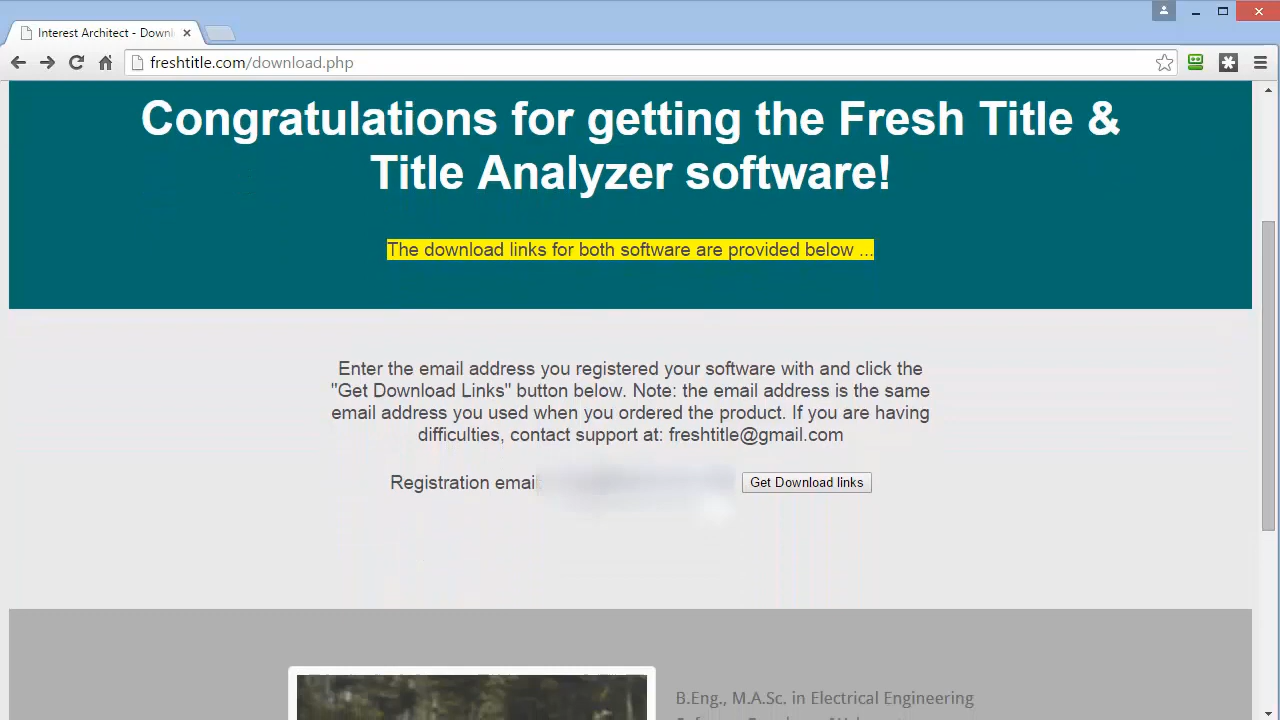 Interest Architect - Downl
freshtitle.com/download.php
Congratulations for getting the Fresh Title &
Title Analyzer software!
The download links for both software are provided below ...
Enter the email address you registered your software with and click the
"Get Download Links" button below. Note: the email address is the same
email address you used when you ordered the product. If you are having
difficulties, contact support at: freshtitle@gmail.com
Registration email
Get Download links
B.Eng., M.A.Sc. in Electrical Engineering